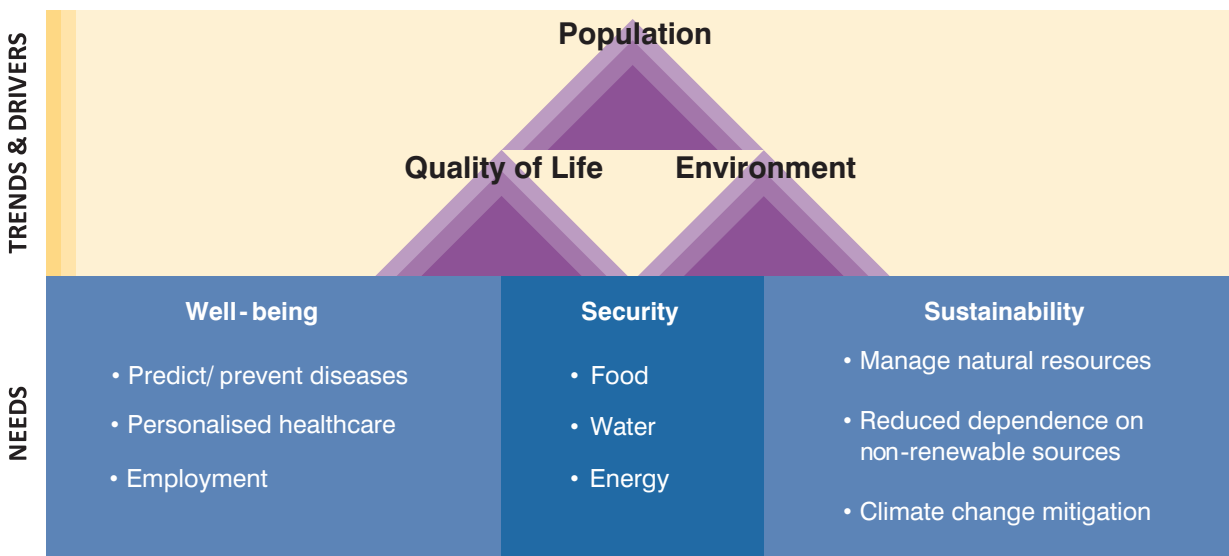 TRENDS & DRIVERS
Population
Quality of Life
Environment
NEEDS
Well-being
• Predict/ prevent diseases
• Personalised healthcare
• Employment
Security
• Food
• Water
• Energy
Sustainability
• Manage natural resources
• Reduced dependence on
non-renewable sources
• Climate change mitigation